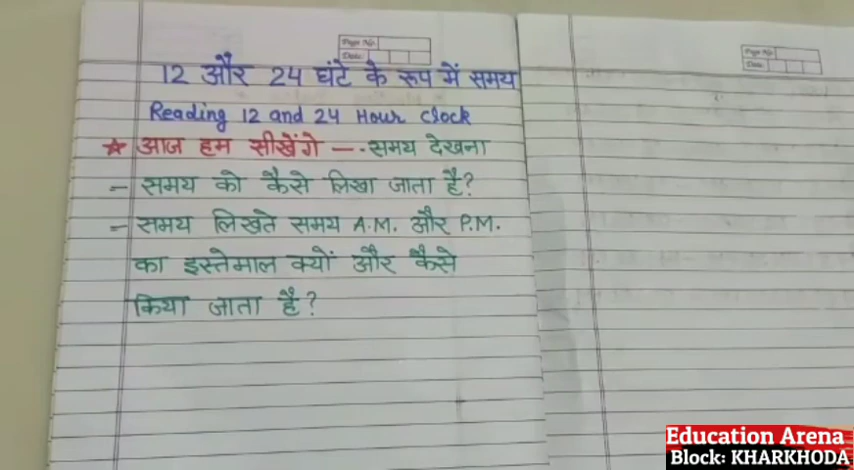 Page No.
Date
12 और 24 घंटे के रूप में समय
Reading 12 and 24 Hour Clock
★ आज हम सीखेंगे — समय देखना
- समय को कैसे लिखा जाता है?
- समय लिखते समय A.M. और P.M.
का इस्तेमाल क्यों और कैसे
किया जाता है?
Page No.
Date
Education Arena
Block: KHARKHODA